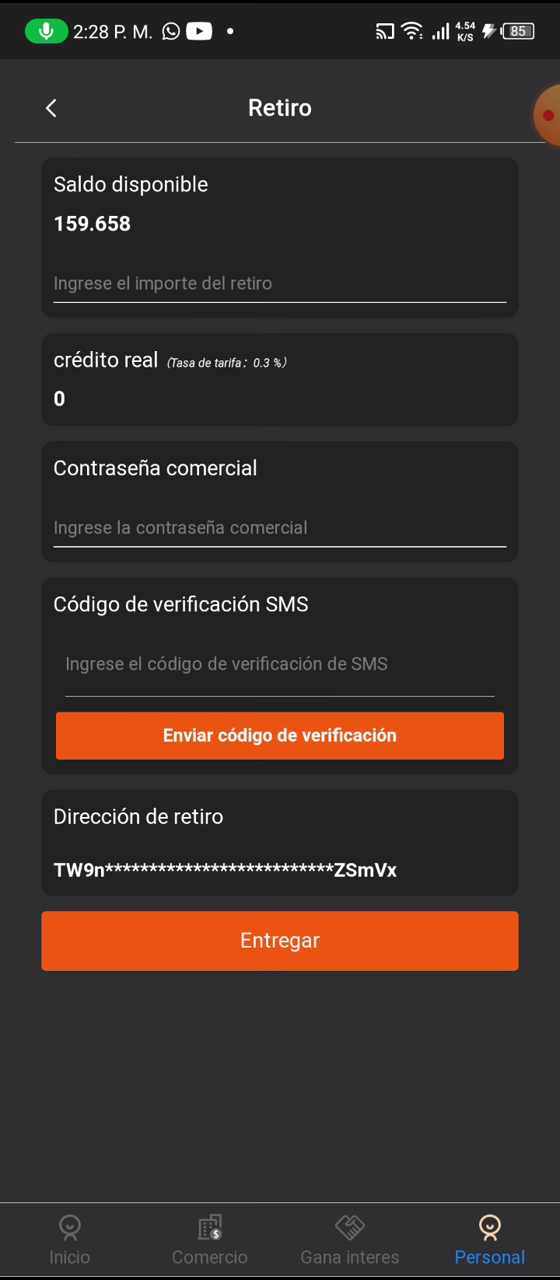 2:28 P. M.
4.54
K/S
85
Retiro
Saldo disponible
159.658
Ingrese el importe del retiro
crédito real (Tasa de tarifa: 0.3 %)
0
Contraseña comercial
Ingrese la contraseña comercial
Código de verificación SMS
Ingrese el código de verificación de SMS
Enviar código de verificación
Dirección de retiro
TW9n**************************ZSmVx
Entregar
Inicio
Comercio
Gana interes
Personal